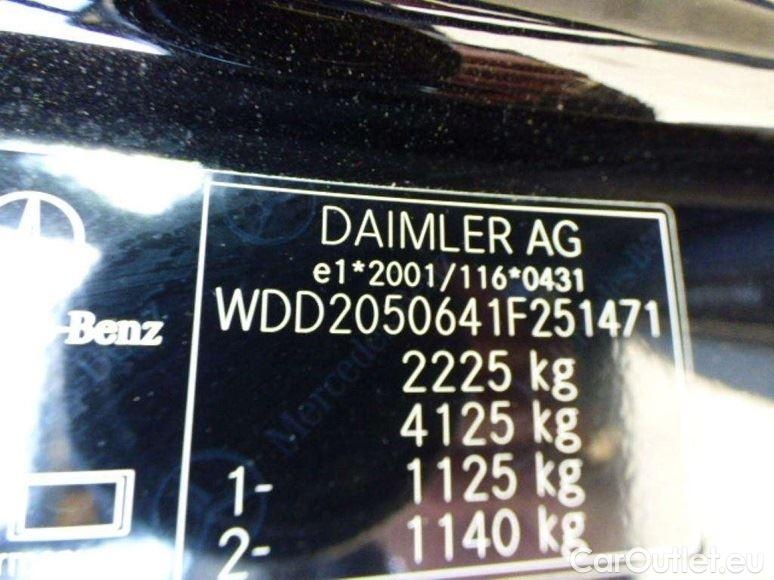 DAIMLER AG
e1*2001/116*0431
WDD2050641F251471
Benz
2225 kg
4125 kg
1- 1125 kg
2- 1140 kg
CarOutlet.eu